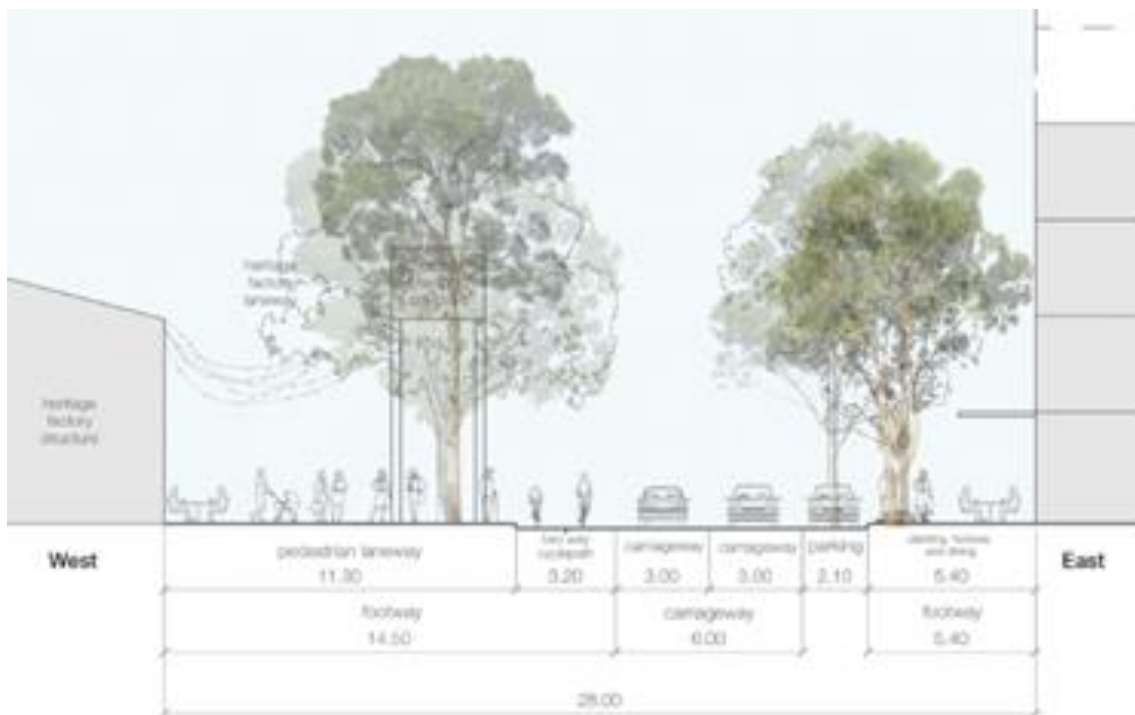 heritage
factory
laneway
heritage
factory
structure
West
East
pedestrian laneway
11.30
two way
cyclepath
3.20
carriageway
3.00
carriageway
3.00
parking
2.10
planting, footway
and dining
5.40
footway
14.50
carriageway
6.00
footway
5.40
28.00